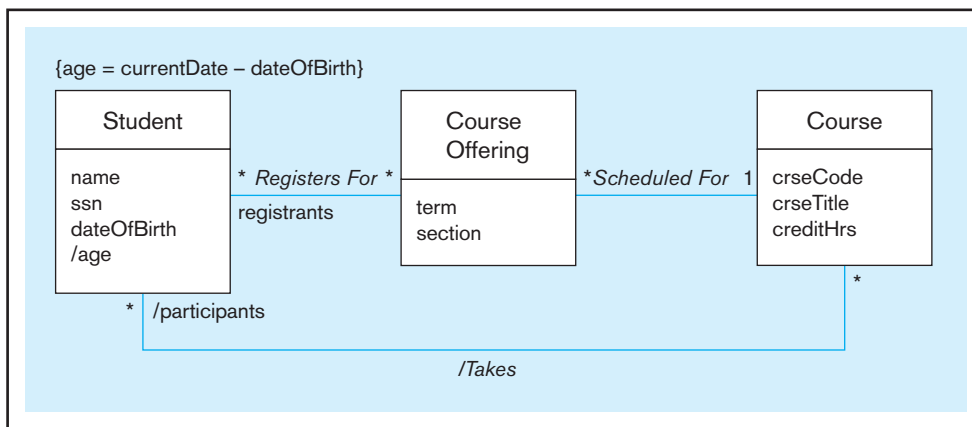 {age = currentDate – dateOfBirth}
Student
name
ssn
dateOfBirth
/age
* Registers For *
registrants
Course
Offering
term
section
*Scheduled For 1
Course
crseCode
crseTitle
creditHrs
* /participants
*
/Takes